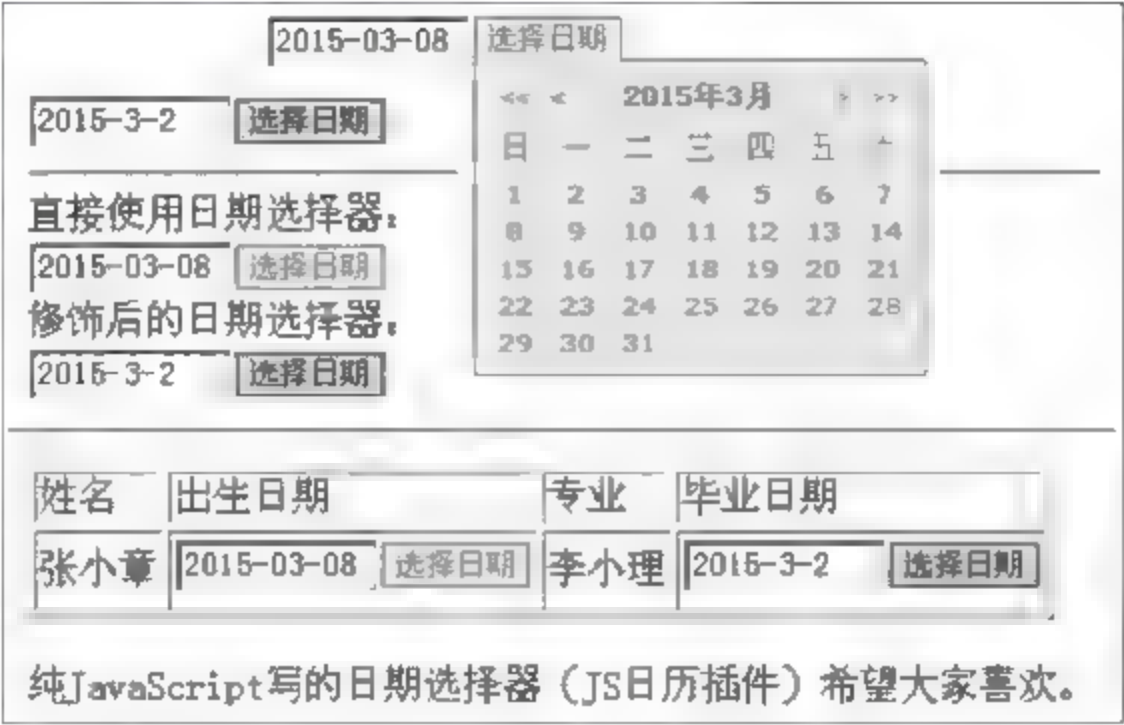 2015-03-08 选择日期
<< < 2015年3月 > >>
2015-3-2 选择日期
日 一 二 三 四 五 六
1 2 3 4 5 6 7
8 9 10 11 12 13 14
15 16 17 18 19 20 21
22 23 24 25 26 27 28
29 30 31
直接使用日期选择器:
2015-03-08 选择日期
修饰后的日期选择器:
2015-3-2 选择日期
姓名 出生日期 专业 毕业日期
张小章 2015-03-08 选择日期 李小理 2015-3-2 选择日期
纯JavaScript写的日期选择器（JS日历插件）希望大家喜欢。